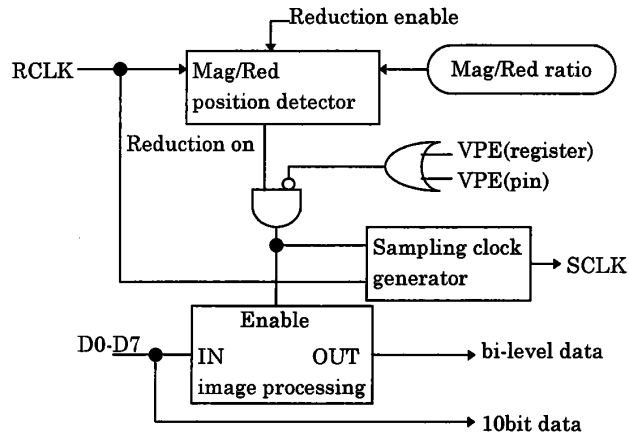 Reduction enable
RCLK
Mag/Red
position detector
Mag/Red ratio
Reduction on
VPE(register)
VPE(pin)
Sampling clock
generator
SCLK
Enable
D0-D7
IN
OUT
bi-level data
image processing
10bit data